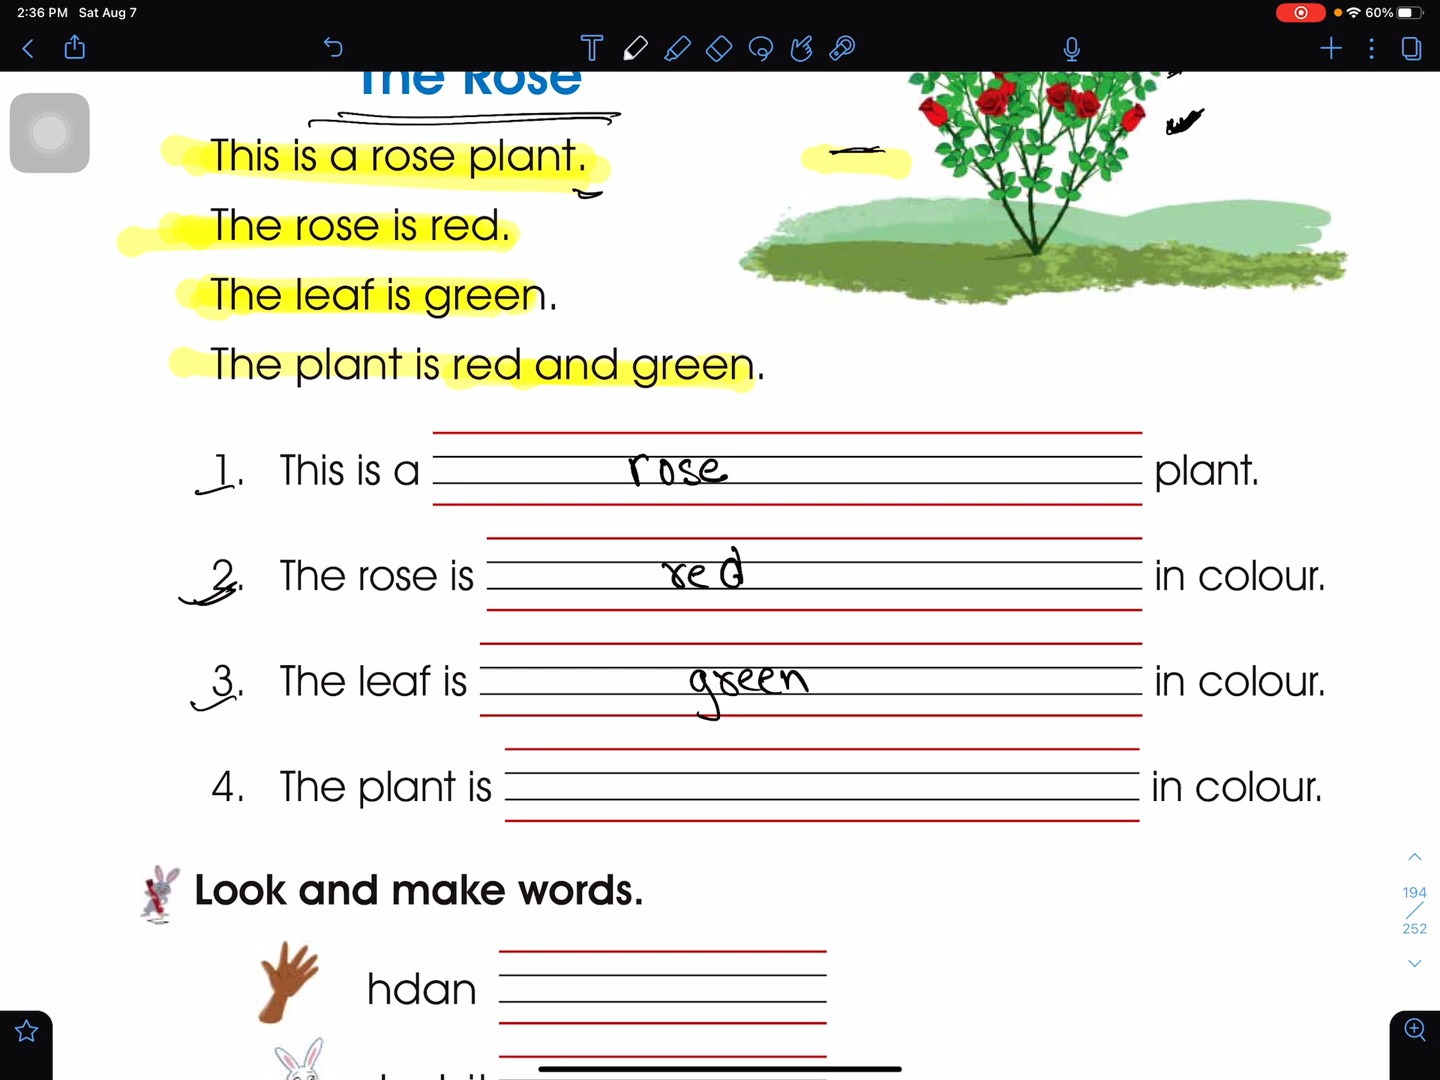 2:36 PM Sat Aug 7
60%
The Rose
This is a rose plant.
The rose is red.
The leaf is green.
The plant is red and green.
1. This is a rose plant.
2. The rose is red in colour.
3. The leaf is green in colour.
4. The plant is in colour.
194
252
Look and make words.
hdan